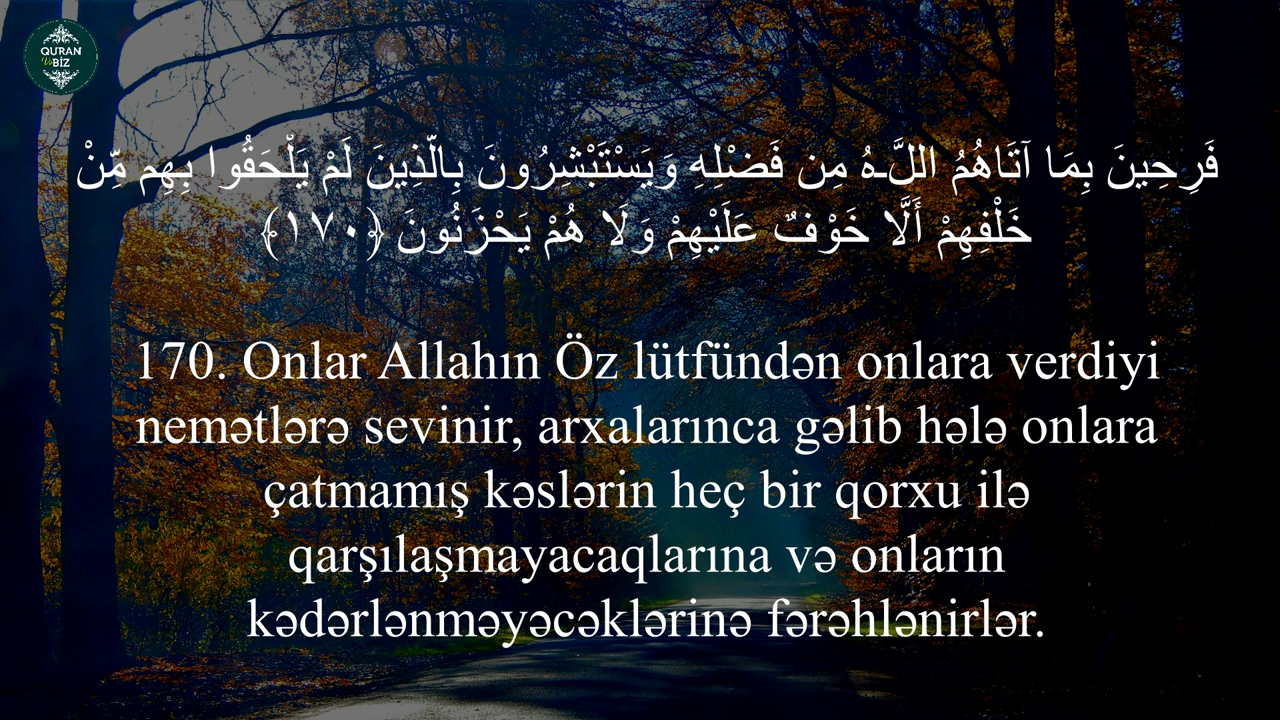 QURAN
Və BİZ
فَرِحِينَ بِمَا آتَاهُمُ اللَّـهُ مِن فَضْلِهِ وَيَسْتَبْشِرُونَ بِالَّذِينَ لَمْ يَلْحَقُوا بِهِم مِّنْ
خَلْفِهِمْ أَلَّا خَوْفٌ عَلَيْهِمْ وَلَا هُمْ يَحْزَنُونَ ﴿١٧٠﴾
170. Onlar Allahın Öz lütfündən onlara verdiyi
nemətlərə sevinir, arxalarınca gəlib hələ onlara
çatmamış kəslərin heç bir qorxu ilə
qarşılaşmayacaqlarına və onların
kədərlənməyəcəklərinə fərəhlənirlər.